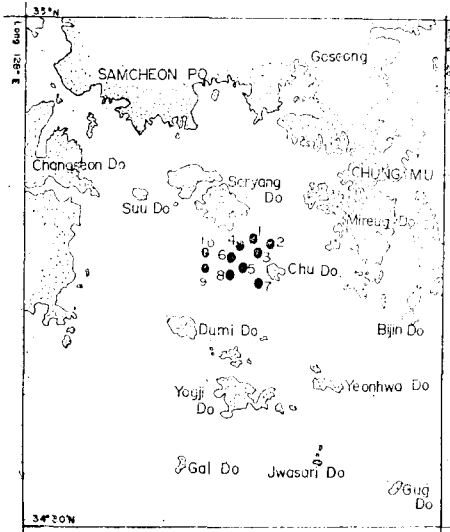 35°N
Long. 128° E
Goseong
SAMCHEON PO
CHUNG MU
Changseon Do
Saryang
Do
Suu Do
Mireug Do
1
4
2
10
6
3
5
Chu Do
9
8
7
Dumi Do
Bijin Do
Yogji
Do
Yeonhwa Do
Gal Do
Jwasari Do
Gug
Do
34°20'N